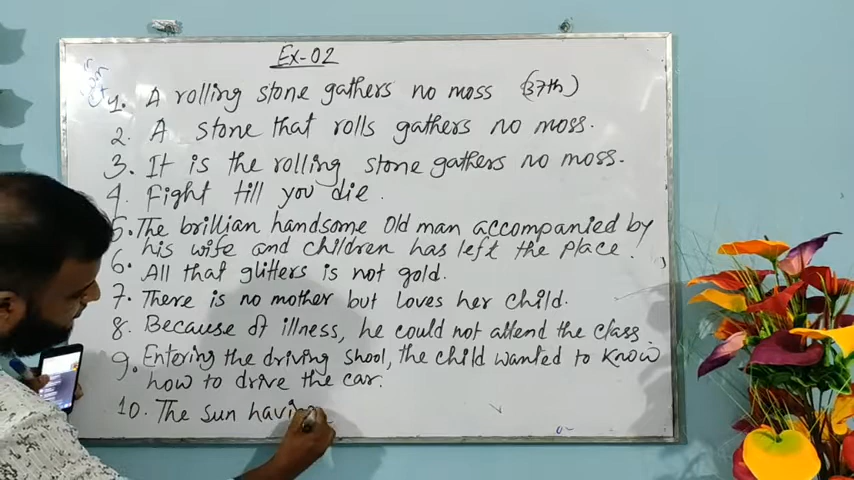 Ex-02
1. A rolling stone gathers no moss (37th)
2. A stone that rolls gathers no moss.
3. It is the rolling stone gathers no moss.
4. Fight till you die.
5. The brillian handsome Old man accompanied by
his wife and children has left the place.
6. All that glitters is not gold.
7. There is no mother but loves her child.
8. Because of illness, he could not attend the class.
9. Entering the driving shool, the child wanted to know
how to drive the car.
10. The sun having